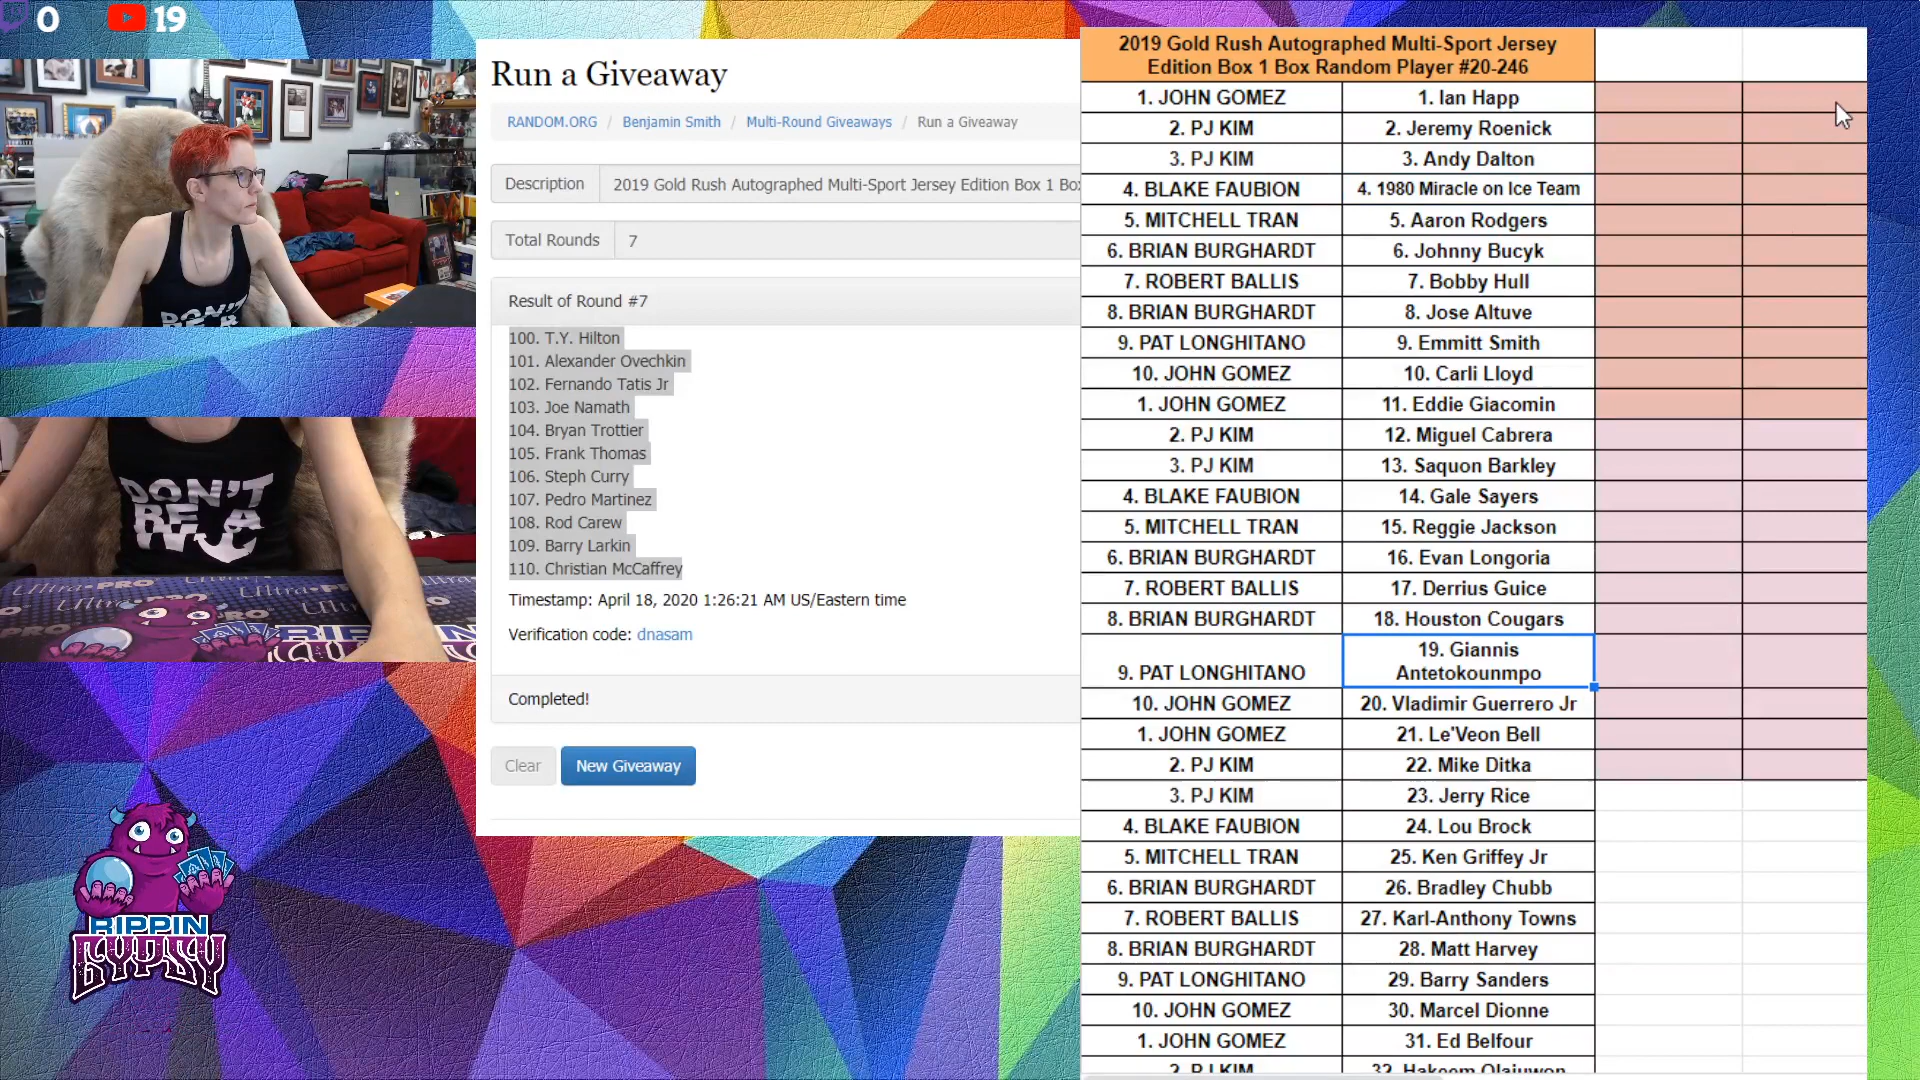 0 19
Run a Giveaway
RANDOM.ORG / Benjamin Smith / Multi-Round Giveaways / Run a Giveaway
Description 2019 Gold Rush Autographed Multi-Sport Jersey Edition Box 1 Bo
Total Rounds 7
Result of Round #7
100. T.Y. Hilton
101. Alexander Ovechkin
102. Fernando Tatis Jr
103. Joe Namath
104. Bryan Trottier
105. Frank Thomas
106. Steph Curry
107. Pedro Martinez
108. Rod Carew
109. Barry Larkin
110. Christian McCaffrey
Timestamp: April 18, 2020 1:26:21 AM US/Eastern time
Verification code: dnasam
Completed!
Clear New Giveaway
2019 Gold Rush Autographed Multi-Sport Jersey
Edition Box 1 Box Random Player #20-246
1. JOHN GOMEZ 1. Ian Happ
2. PJ KIM 2. Jeremy Roenick
3. PJ KIM 3. Andy Dalton
4. BLAKE FAUBION 4. 1980 Miracle on Ice Team
5. MITCHELL TRAN 5. Aaron Rodgers
6. BRIAN BURGHARDT 6. Johnny Bucyk
7. ROBERT BALLIS 7. Bobby Hull
8. BRIAN BURGHARDT 8. Jose Altuve
9. PAT LONGHITANO 9. Emmitt Smith
10. JOHN GOMEZ 10. Carli Lloyd
1. JOHN GOMEZ 11. Eddie Giacomin
2. PJ KIM 12. Miguel Cabrera
3. PJ KIM 13. Saquon Barkley
4. BLAKE FAUBION 14. Gale Sayers
5. MITCHELL TRAN 15. Reggie Jackson
6. BRIAN BURGHARDT 16. Evan Longoria
7. ROBERT BALLIS 17. Derrius Guice
8. BRIAN BURGHARDT 18. Houston Cougars
19. Giannis
9. PAT LONGHITANO Antetokounmpo
10. JOHN GOMEZ 20. Vladimir Guerrero Jr
1. JOHN GOMEZ 21. Le'Veon Bell
2. PJ KIM 22. Mike Ditka
3. PJ KIM 23. Jerry Rice
4. BLAKE FAUBION 24. Lou Brock
5. MITCHELL TRAN 25. Ken Griffey Jr
6. BRIAN BURGHARDT 26. Bradley Chubb
7. ROBERT BALLIS 27. Karl-Anthony Towns
8. BRIAN BURGHARDT 28. Matt Harvey
9. PAT LONGHITANO 29. Barry Sanders
10. JOHN GOMEZ 30. Marcel Dionne
1. JOHN GOMEZ 31. Ed Belfour
2. PJ KIM 32. Hakeem Olajuwon
DON'T
BE A
Ultra PRO
RIPPIN
GYPSY